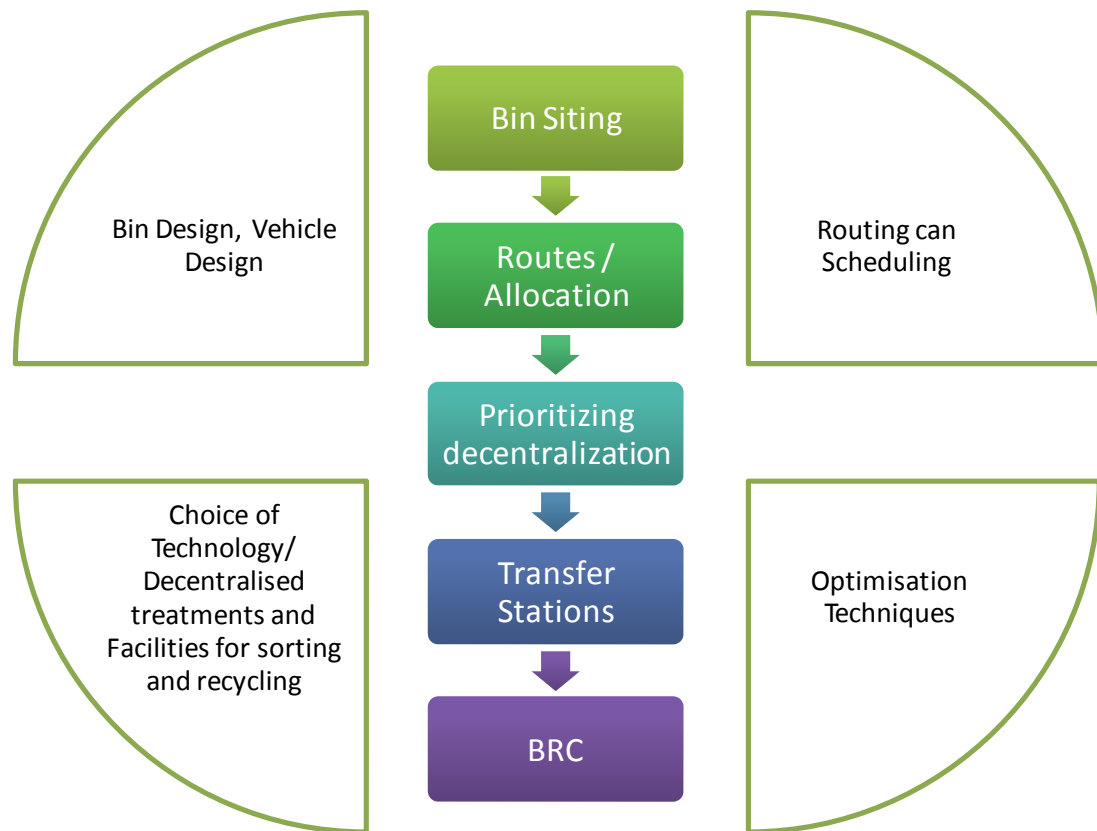 Bin Siting
Bin Design, Vehicle
Design
Routes /
Allocation
Routing can
Scheduling
Prioritizing
decentralization
Choice of
Technology/
Decentralised
treatments and
Facilities for sorting
and recycling
Transfer
Stations
Optimisation
Techniques
BRC